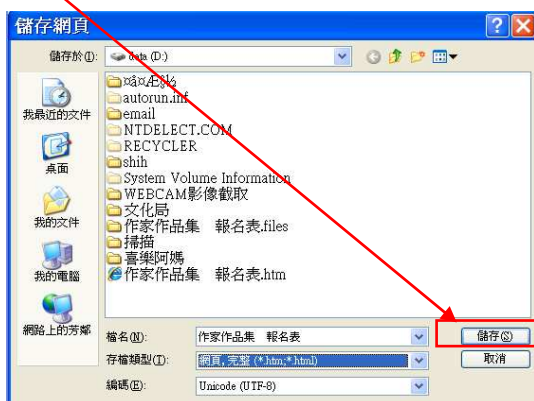 儲存網頁
儲存於(I):
data (D:)
我最近的文件
桌面
我的文件
我的電腦
網路上的芳鄰
¤å¤Æ§½
autorun.inf
email
NTDELECT.COM
RECYCLER
shih
System Volume Information
WEBCAM影像截取
文化局
作家作品集 報名表.files
掃描
喜樂阿媽
作家作品集 報名表.htm
檔名(N):
作家作品集 報名表
儲存(S)
存檔類型(T):
網頁,完整 (*.htm;*.html)
取消
編碼(E):
Unicode (UTF-8)